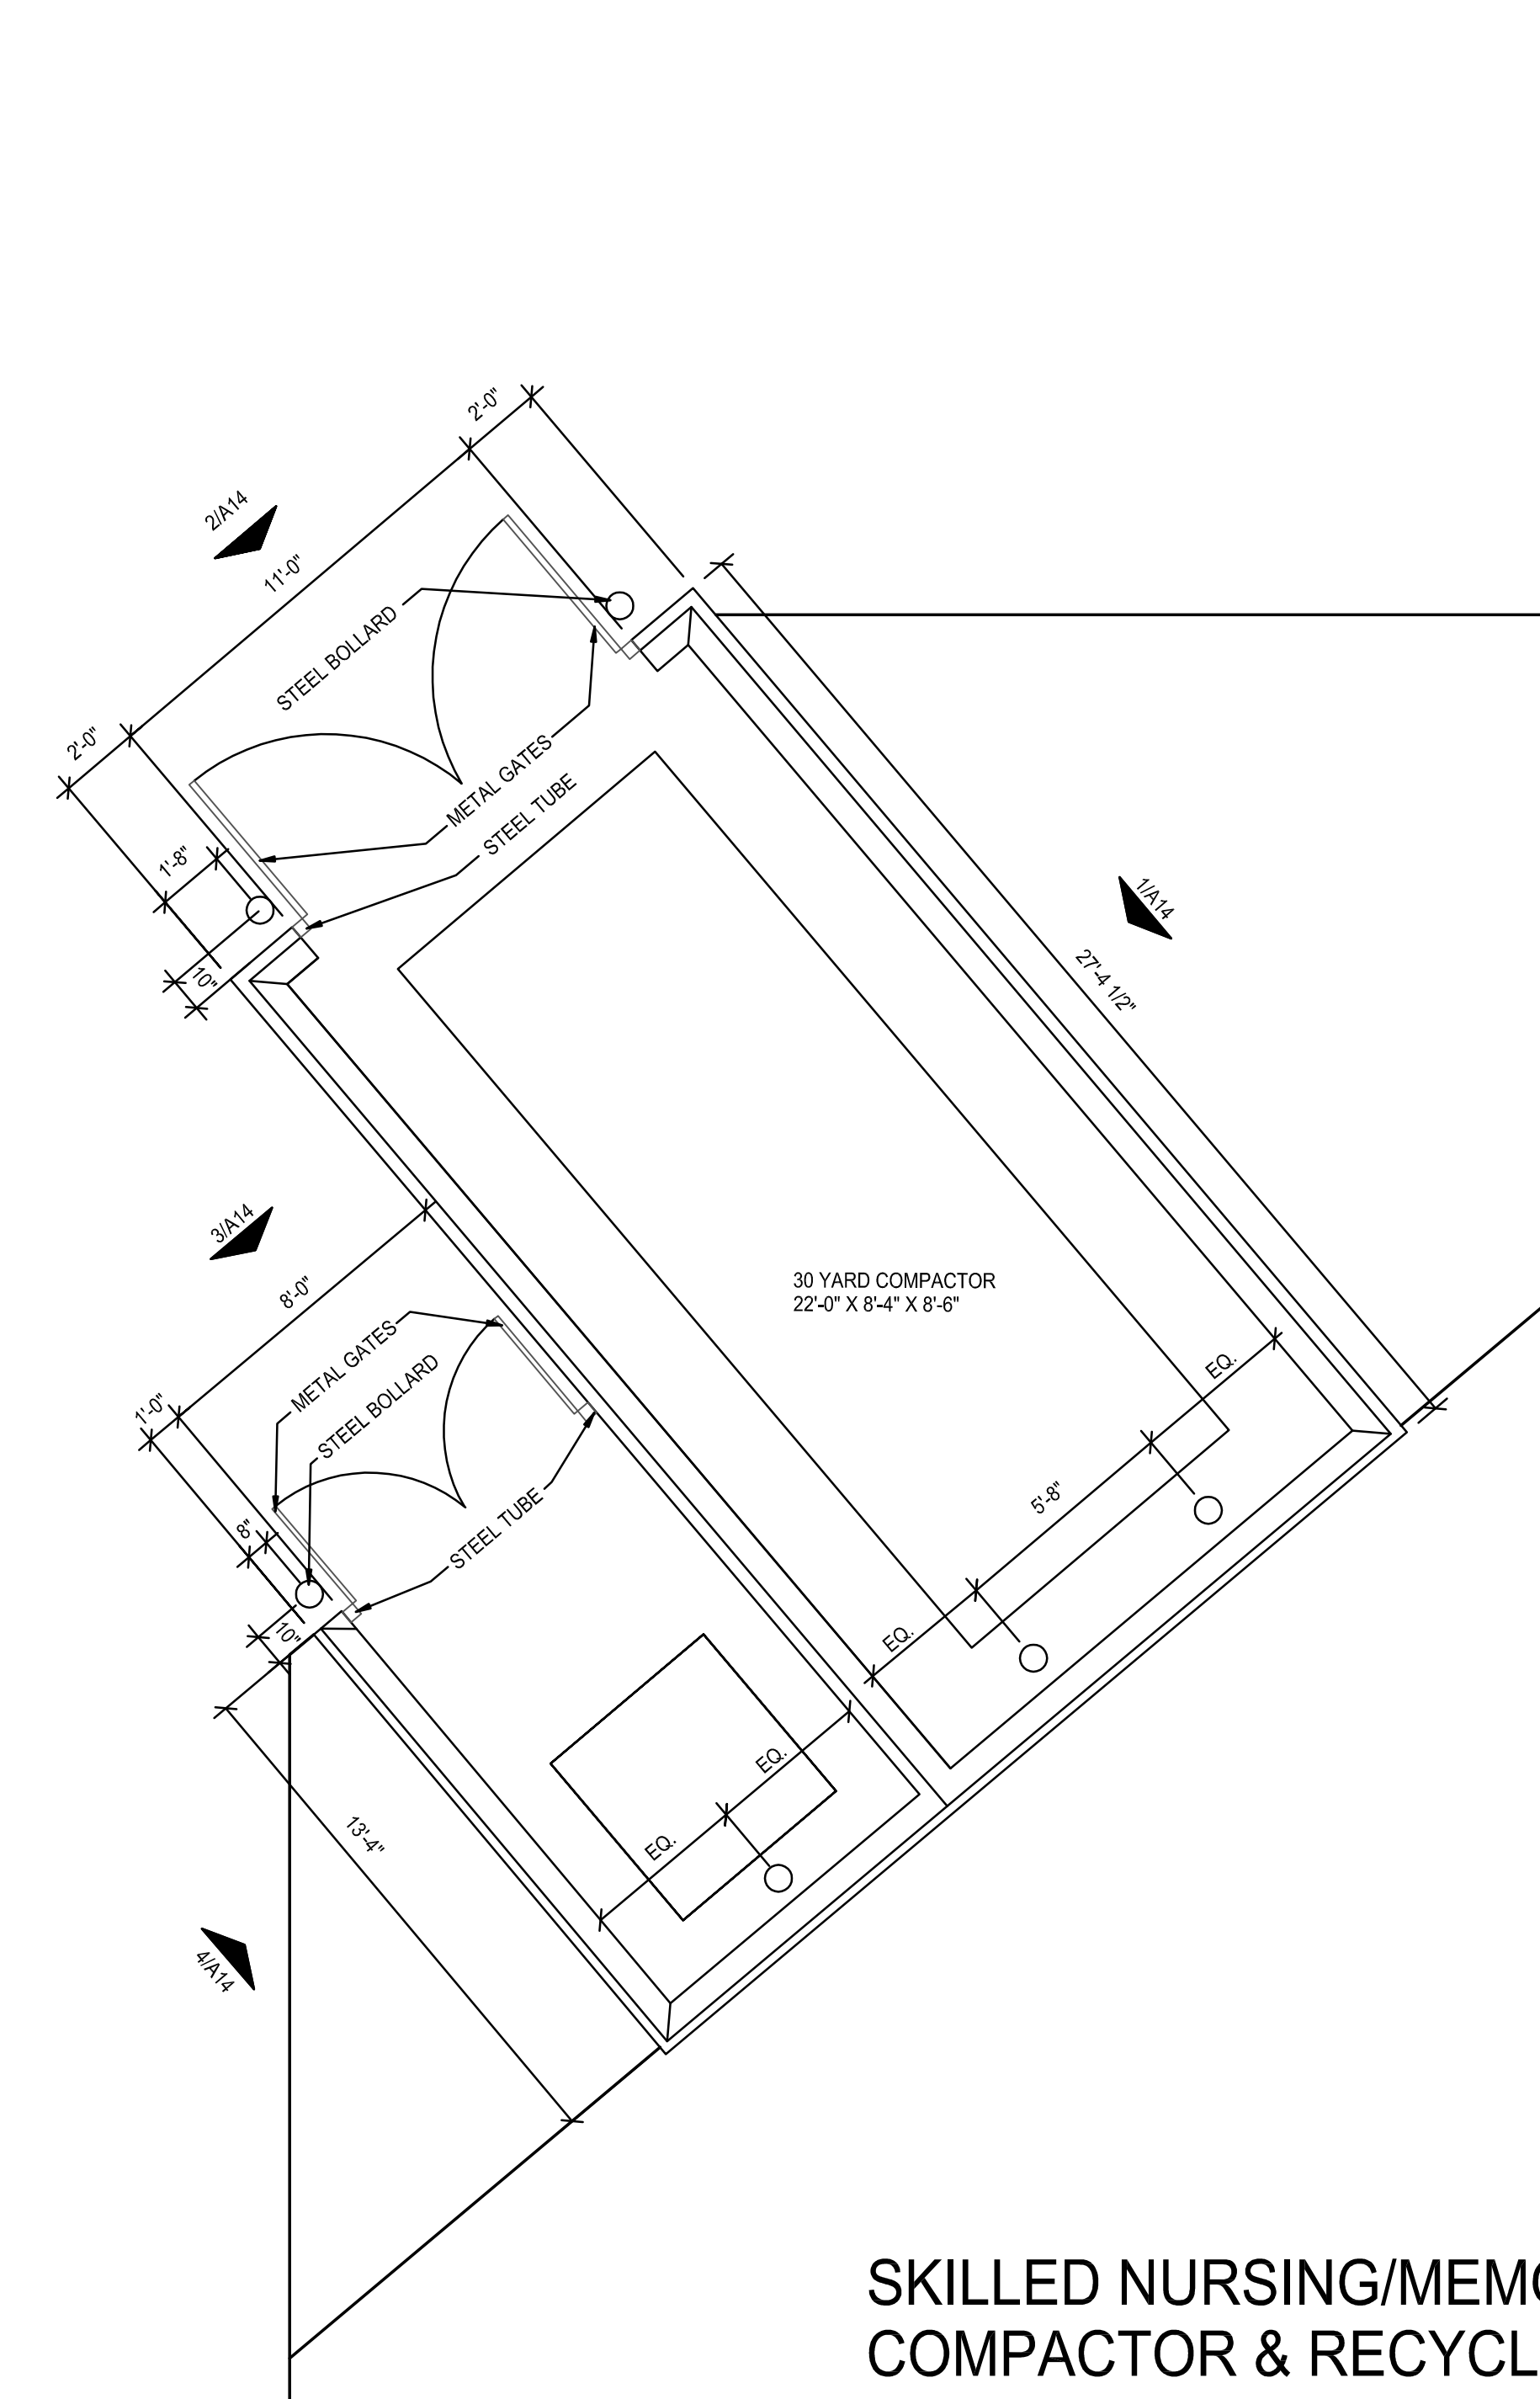 2'-0"
2/A14
11'-0"
STEEL BOLLARD
2'-0"
METAL GATES
STEEL TUBE
1'-8"
10"
1/A14
27'-4 1/2"
3/A14
8'-0"
30 YARD COMPACTOR
22'-0" X 8'-4" X 8'-6"
METAL GATES
STEEL BOLLARD
EQ.
1'-0"
5'-8"
STEEL TUBE
8"
10"
EQ.
EQ.
13'-4"
EQ.
4/A14
SKILLED NURSING/MEM
COMPACTOR & RECYCL